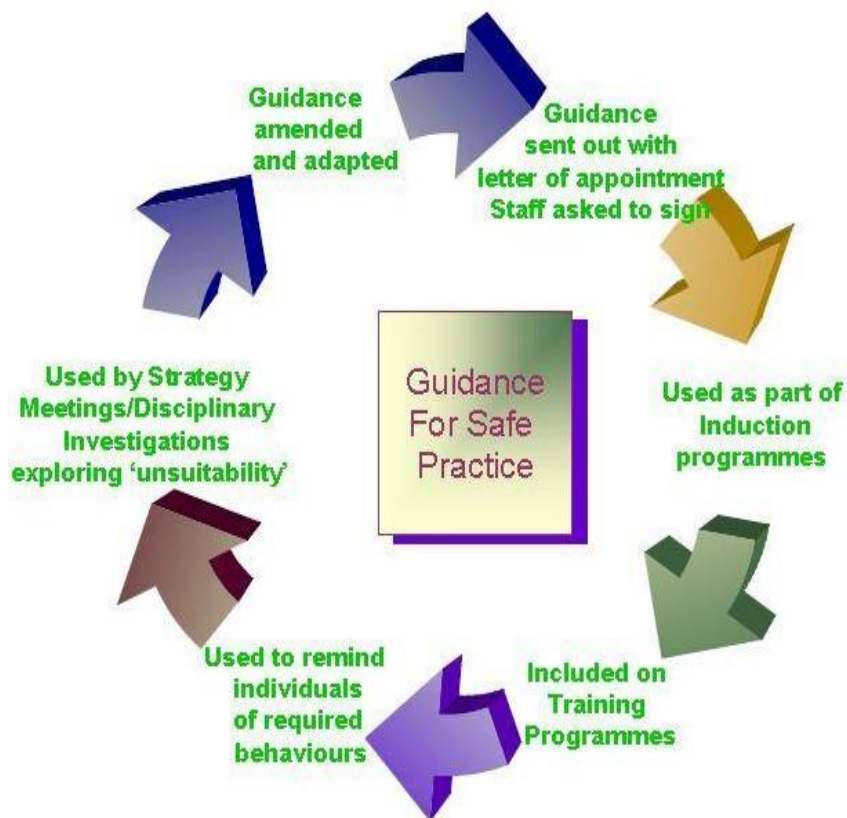 Guidance
amended
and adapted
Guidance
sent out with
letter of appointment
Staff asked to sign
Used as part of
Induction
programmes
Included on
Training
Programmes
Used to remind
individuals
of required
behaviours
Used by Strategy
Meetings/Disciplinary
Investigations
exploring ‘unsuitability’
Guidance
For Safe
Practice